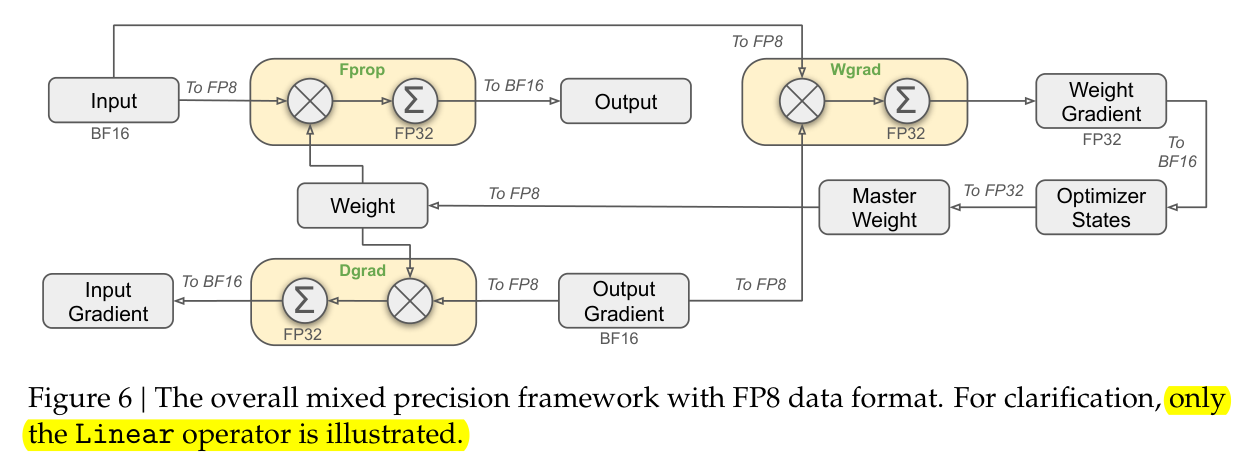 To FP8
Fprop
Wgrad
Input
To FP8
Σ
To BF16
Output
Σ
Weight
Gradient
BF16
FP32
FP32
FP32
To
BF16
Weight
To FP8
Master
Weight
To FP32
Optimizer
States
Dgrad
Input
Gradient
To BF16
Σ
To FP8
Output
Gradient
To FP8
FP32
BF16
Figure 6 | The overall mixed precision framework with FP8 data format. For clarification, only
the Linear operator is illustrated.